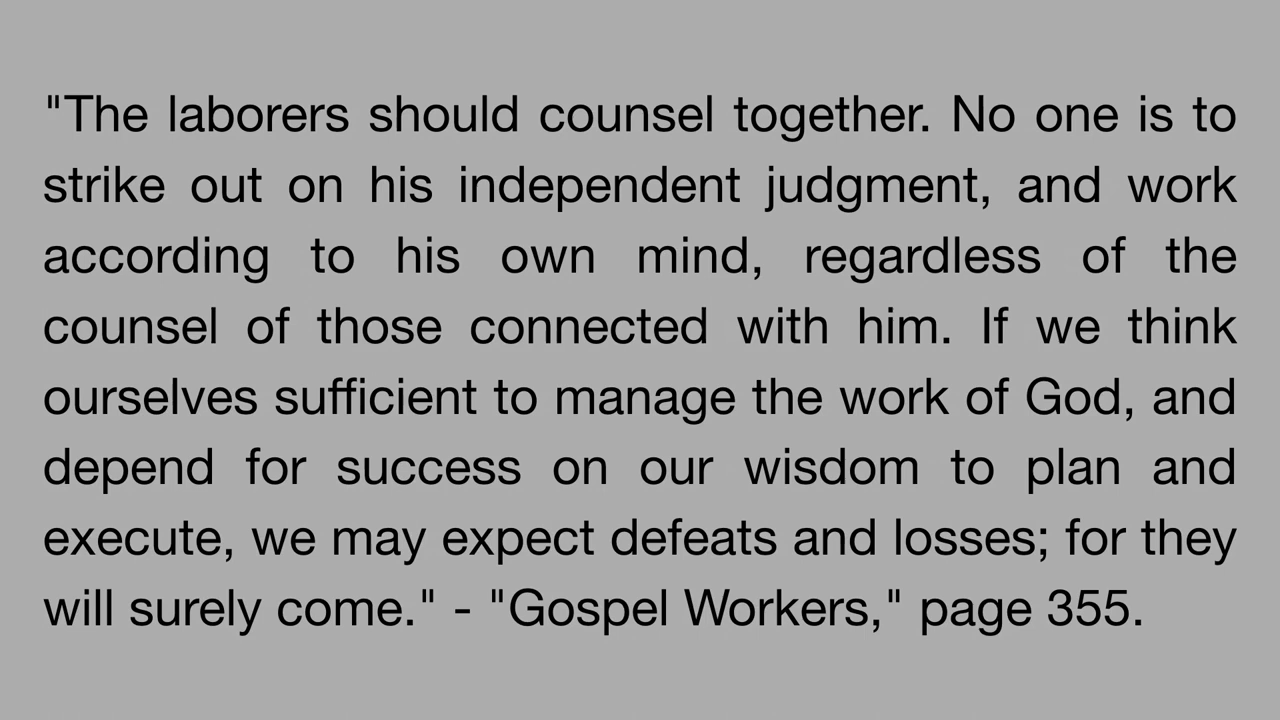 "The laborers should counsel together. No one is to
strike out on his independent judgment, and work
according to his own mind, regardless of the
counsel of those connected with him. If we think
ourselves sufficient to manage the work of God, and
depend for success on our wisdom to plan and
execute, we may expect defeats and losses; for they
will surely come." - "Gospel Workers," page 355.